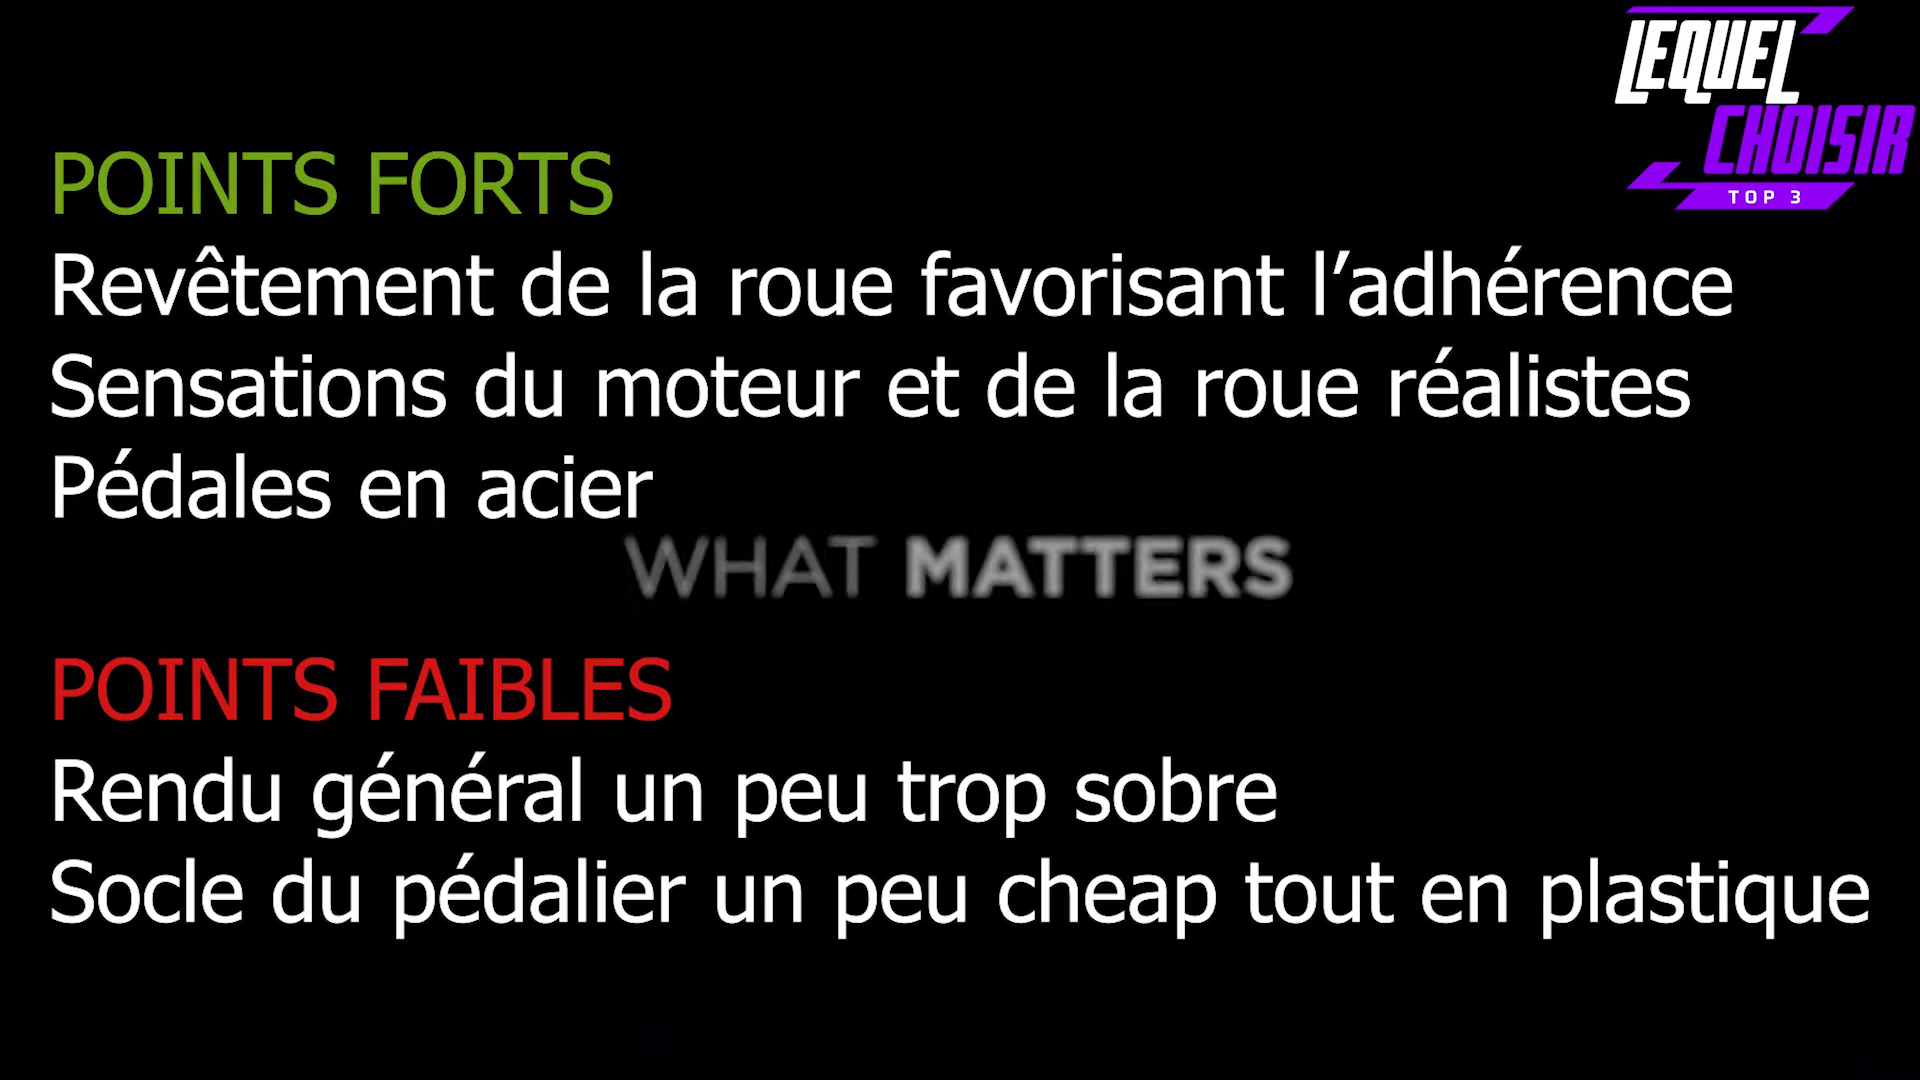 LEQUEL
CHOISIR
TOP 3
POINTS FORTS
Revêtement de la roue favorisant l’adhérence
Sensations du moteur et de la roue réalistes
Pédales en acier
WHAT MATTERS
POINTS FAIBLES
Rendu général un peu trop sobre
Socle du pédalier un peu cheap tout en plastique